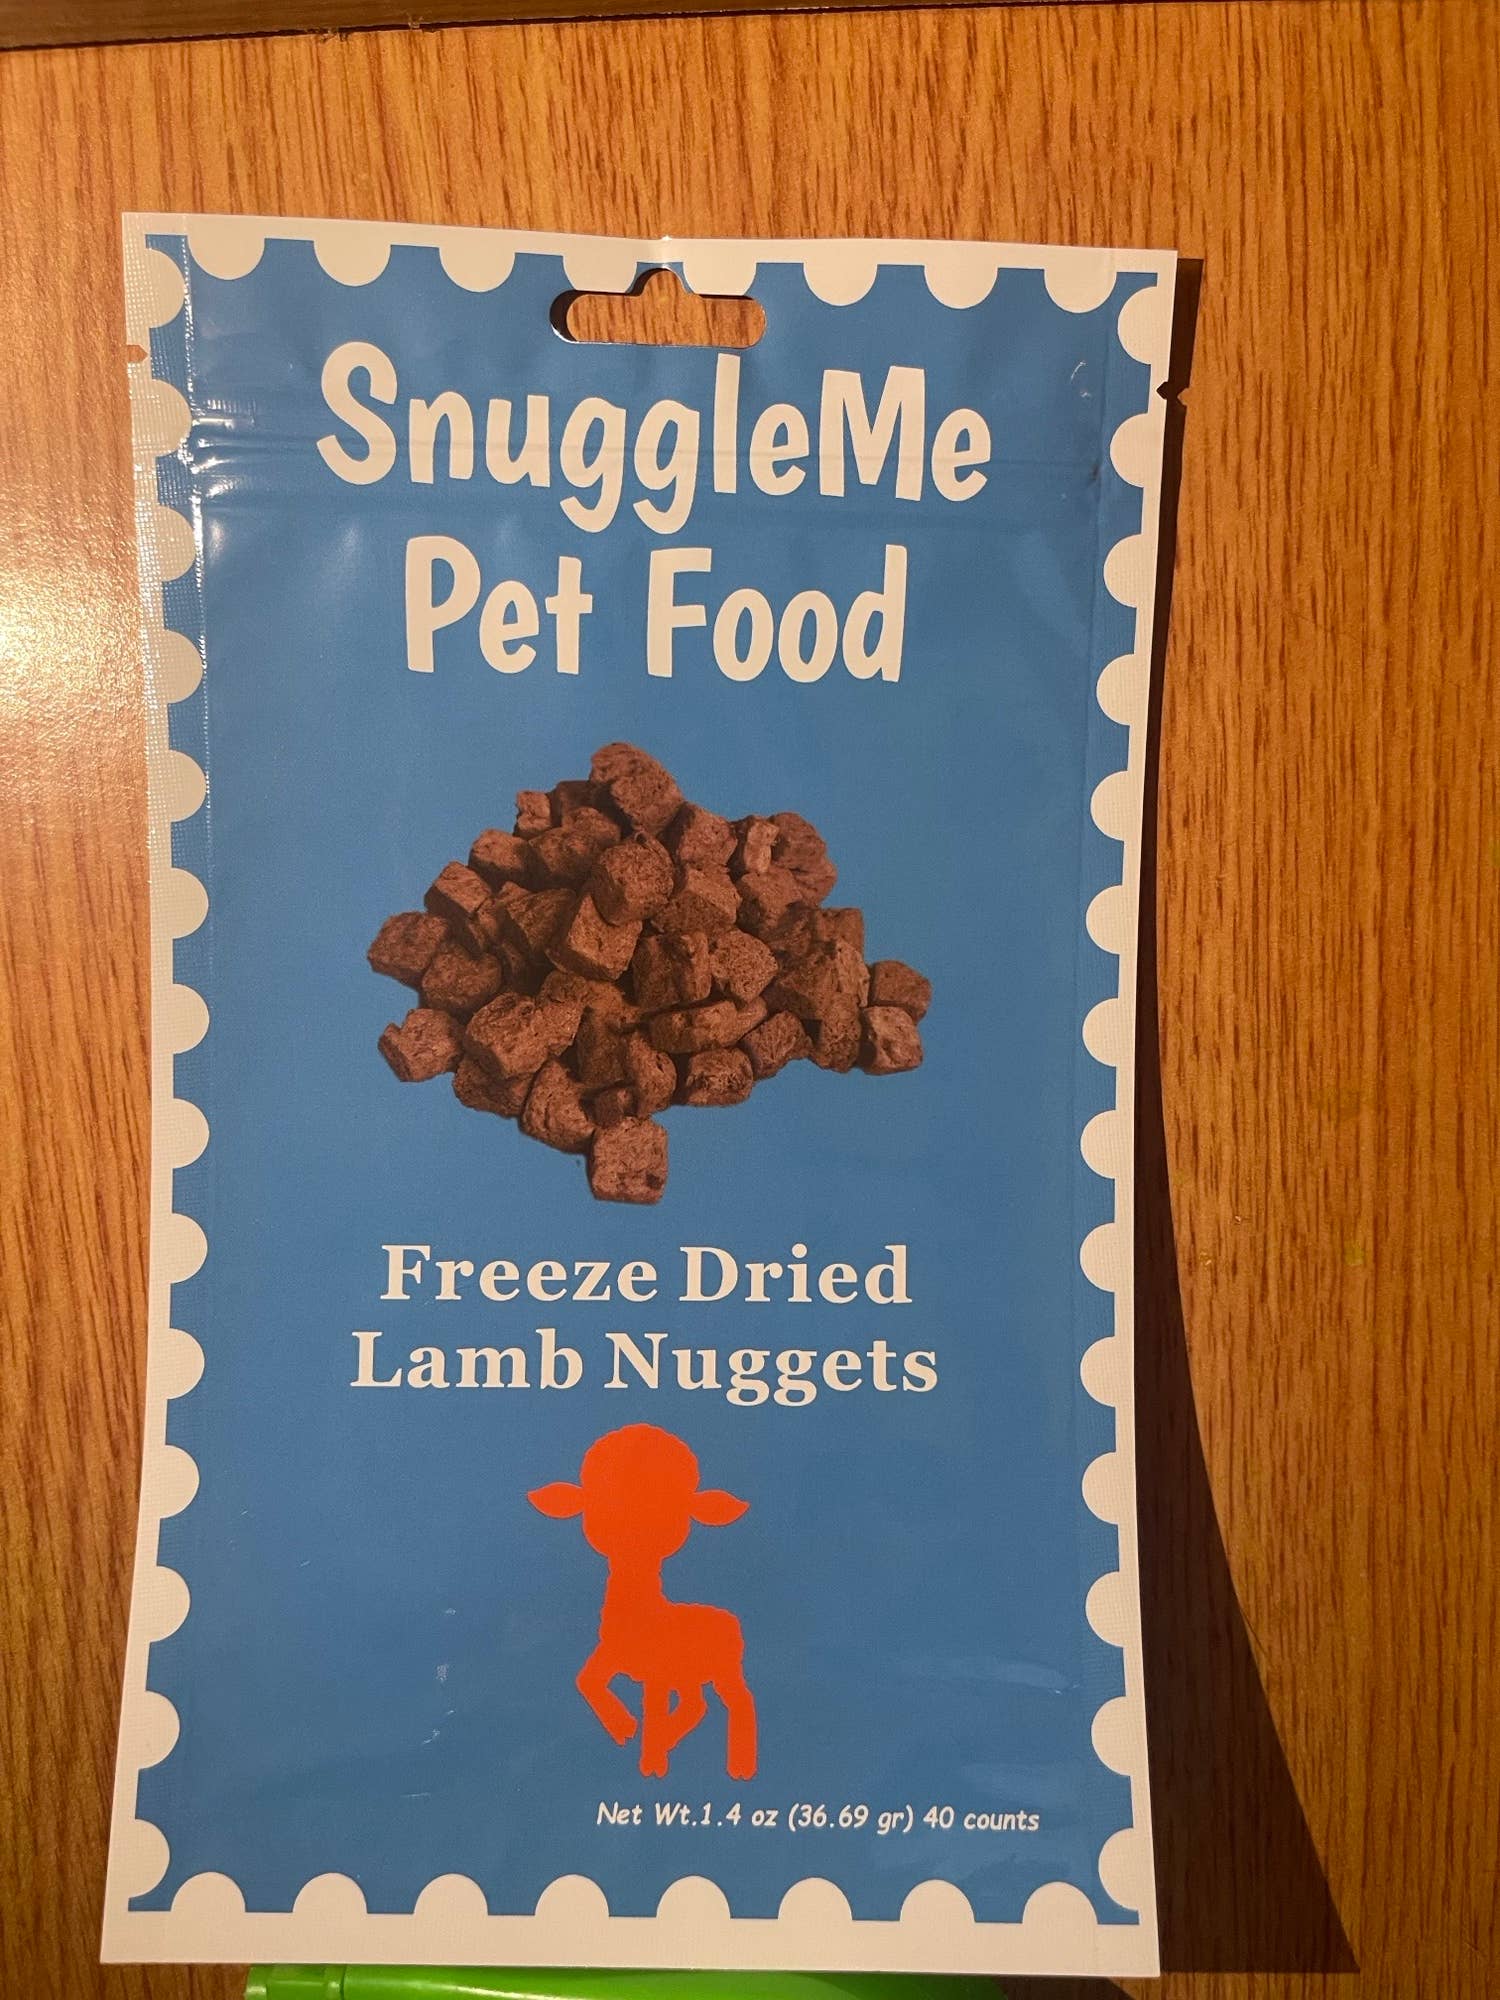 SnuggleMe
Pet Food
Freeze Dried
Lamb Nuggets
Net Wt.1.4 oz (36.69 gr) 40 counts